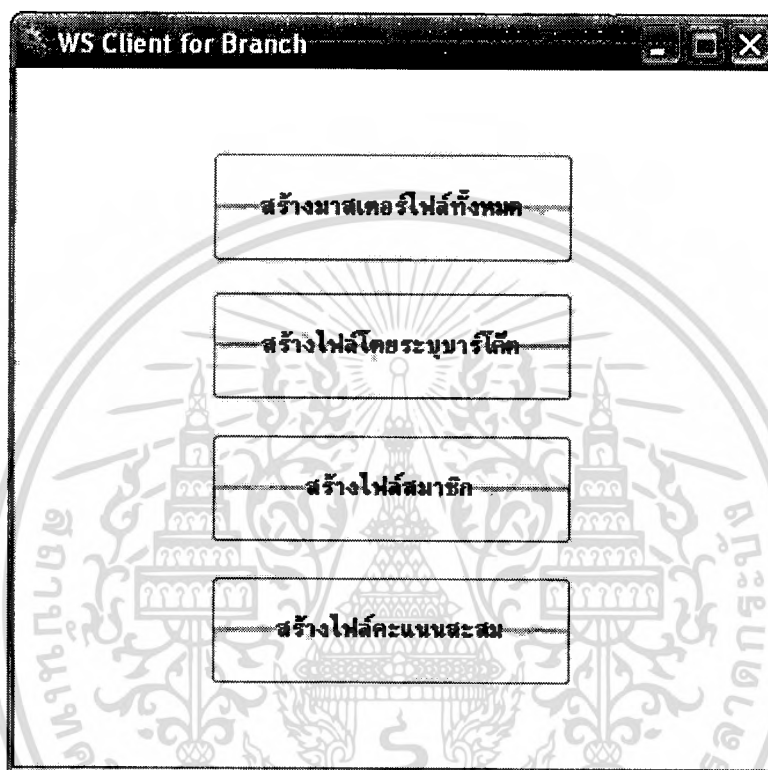 WS Client for Branch
สร้างมาสเตอร์ไฟล์ทั้งหมด
สร้างไฟล์โดยระบุบาร์โค๊ด
สร้างไฟล์สมาชิก
สร้างไฟล์คะแนนสะสม